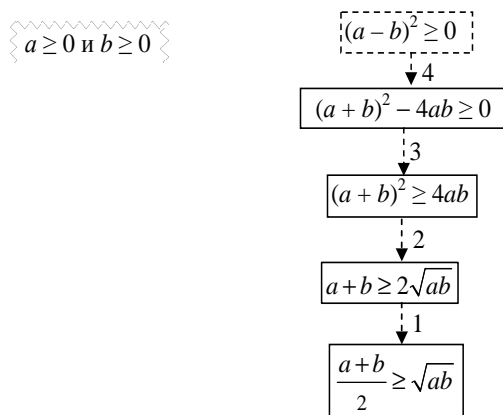 a ≥ 0 и b ≥ 0
(a – b)² ≥ 0
4
(a + b)² – 4ab ≥ 0
3
(a + b)² ≥ 4ab
2
a + b ≥ 2√ab
1
a + b
2
≥ √ab